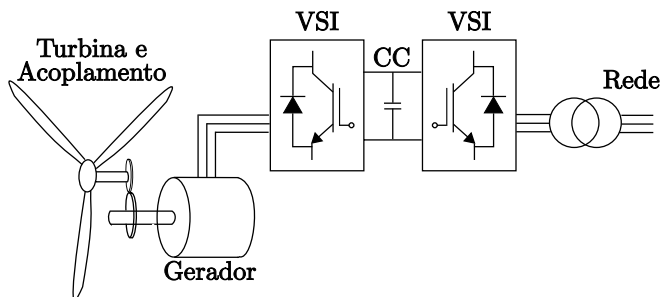 VSI
VSI
Turbina e
Acoplamento
CC
Rede
Gerador